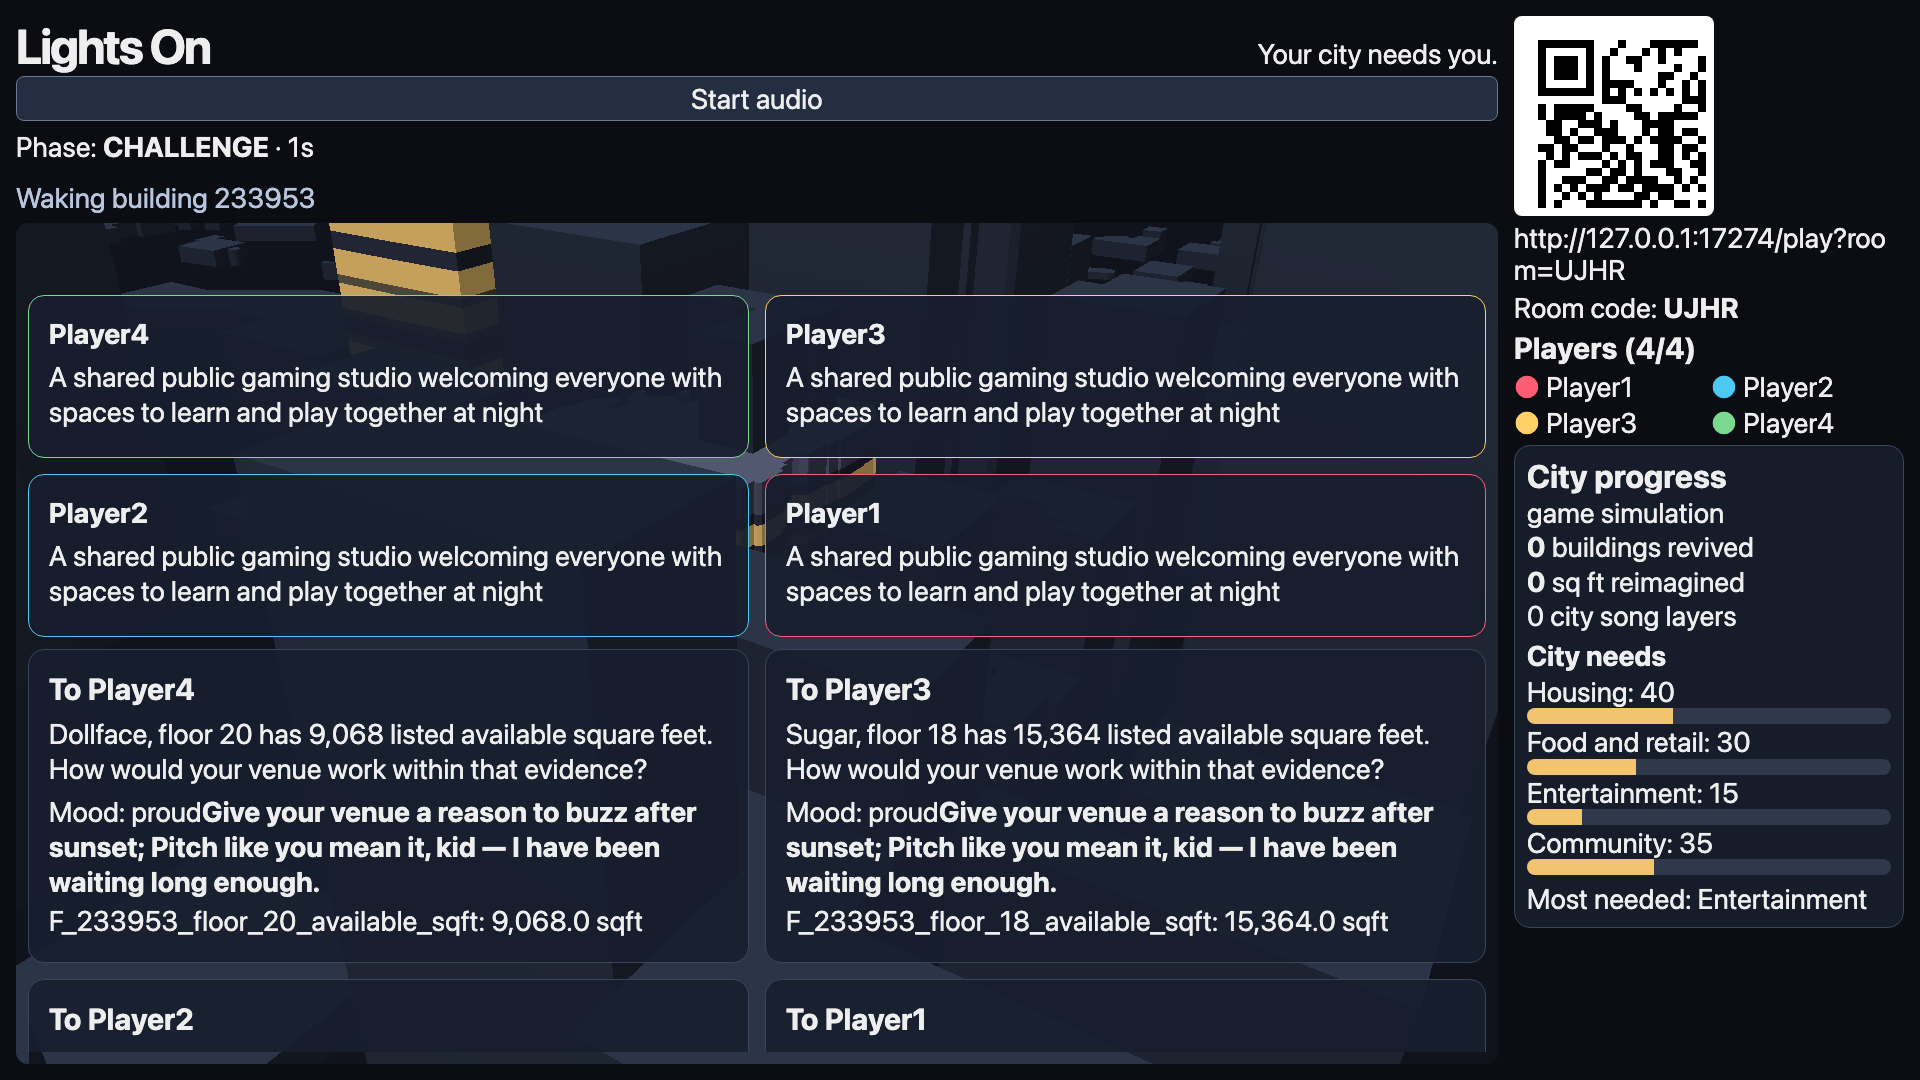 Lights On
Your city needs you.
Start audio
Phase: CHALLENGE · 1s
Waking building 233953
Player4
A shared public gaming studio welcoming everyone with
spaces to learn and play together at night
Player3
A shared public gaming studio welcoming everyone with
spaces to learn and play together at night
Player2
A shared public gaming studio welcoming everyone with
spaces to learn and play together at night
Player1
A shared public gaming studio welcoming everyone with
spaces to learn and play together at night
To Player4
Dollface, floor 20 has 9,068 listed available square feet.
How would your venue work within that evidence?
Mood: proudGive your venue a reason to buzz after
sunset; Pitch like you mean it, kid — I have been
waiting long enough.
F_233953_floor_20_available_sqft: 9,068.0 sqft
To Player3
Sugar, floor 18 has 15,364 listed available square feet.
How would your venue work within that evidence?
Mood: proudGive your venue a reason to buzz after
sunset; Pitch like you mean it, kid — I have been
waiting long enough.
F_233953_floor_18_available_sqft: 15,364.0 sqft
To Player2
To Player1
http://127.0.0.1:17274/play?roo
m=UJHR
Room code: UJHR
Players (4/4)
Player1
Player2
Player3
Player4
City progress
game simulation
0 buildings revived
0 sq ft reimagined
0 city song layers
City needs
Housing: 40
Food and retail: 30
Entertainment: 15
Community: 35
Most needed: Entertainment